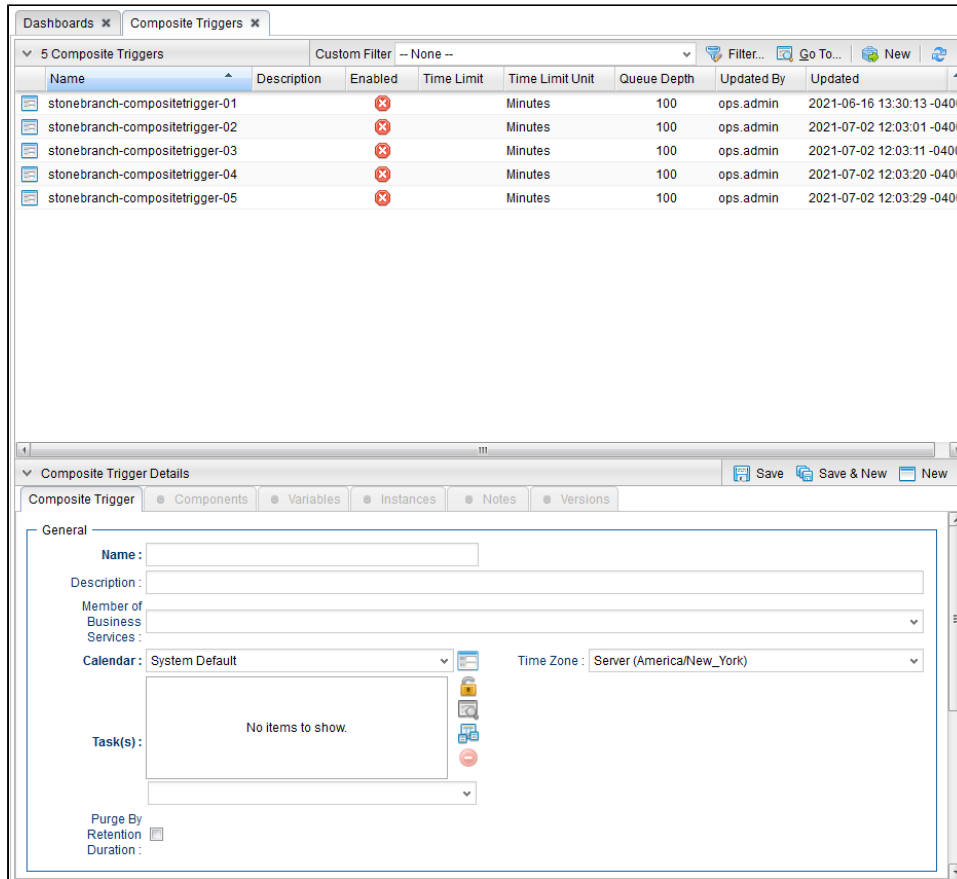 Dashboards Composite Triggers
5 Composite Triggers Custom Filter -- None -- Filter... Go To... New
Name Description Enabled Time Limit Time Limit Unit Queue Depth Updated By Updated
stonebranch-compositetrigger-01 Minutes 100 ops.admin 2021-06-16 13:30:13 -0400
stonebranch-compositetrigger-02 Minutes 100 ops.admin 2021-07-02 12:03:01 -0400
stonebranch-compositetrigger-03 Minutes 100 ops.admin 2021-07-02 12:03:11 -0400
stonebranch-compositetrigger-04 Minutes 100 ops.admin 2021-07-02 12:03:20 -0400
stonebranch-compositetrigger-05 Minutes 100 ops.admin 2021-07-02 12:03:29 -0400
Composite Trigger Details Save Save & New New
Composite Trigger Components Variables Instances Notes Versions
General
Name :
Description :
Member of
Business
Services :
Calendar : System Default Time Zone : Server (America/New_York)
Task(s) : No items to show.
Purge By
Retention
Duration :